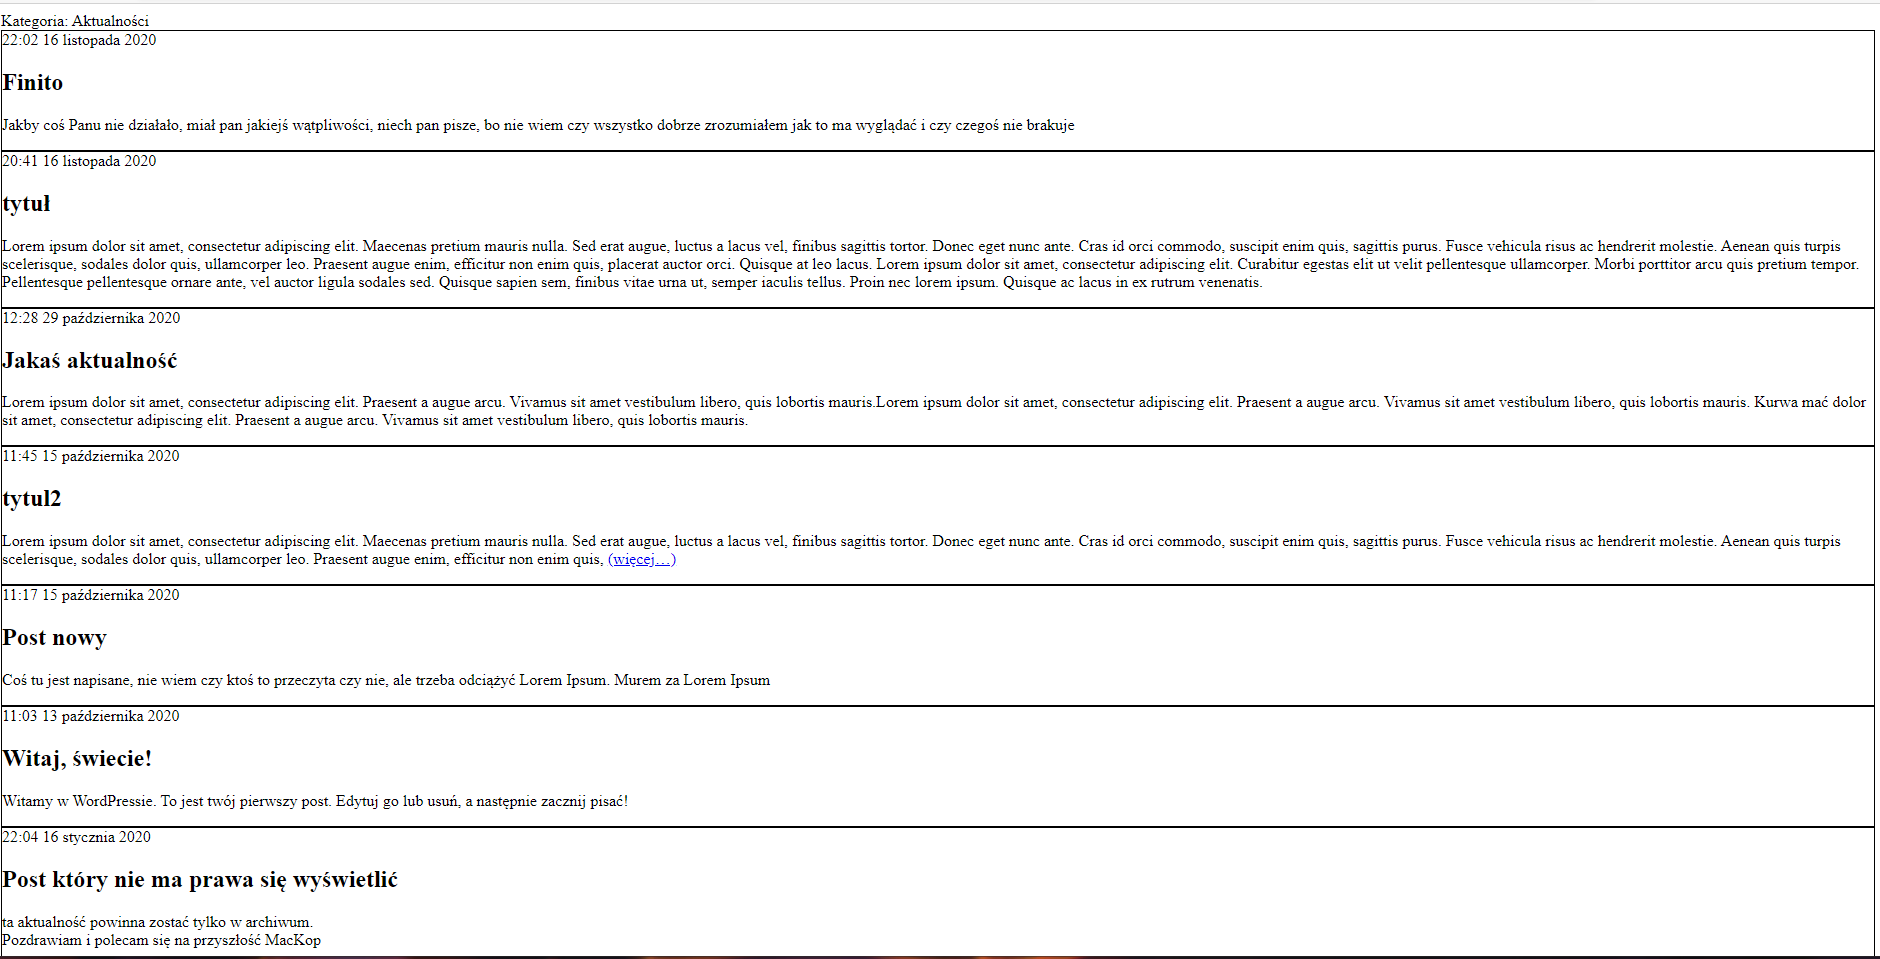 Kategoria: Aktualności
22:02 16 listopada 2020
Finito
Jakby coś Panu nie działało, miał pan jakiejś wątpliwości, niech pan pisze, bo nie wiem czy wszystko dobrze zrozumiałem jak to ma wyglądać i czy czegoś nie brakuje
20:41 16 listopada 2020
tytuł
Lorem ipsum dolor sit amet, consectetur adipiscing elit. Maecenas pretium mauris nulla. Sed erat augue, luctus a lacus vel, finibus sagittis tortor. Donec eget nunc ante. Cras id orci commodo, suscipit enim quis, sagittis purus. Fusce vehicula risus ac hendrerit molestie. Aenean quis turpis
scelerisque, sodales dolor quis, ullamcorper leo. Praesent augue enim, efficitur non enim quis, placerat auctor orci. Quisque at leo lacus. Lorem ipsum dolor sit amet, consectetur adipiscing elit. Curabitur egestas elit ut velit pellentesque ullamcorper. Morbi porttitor arcu quis pretium tempor.
Pellentesque pellentesque ornare ante, vel auctor ligula sodales sed. Quisque sapien sem, finibus vitae urna ut, semper iaculis tellus. Proin nec lorem ipsum. Quisque ac lacus in ex rutrum venenatis.
12:28 29 października 2020
Jakaś aktualność
Lorem ipsum dolor sit amet, consectetur adipiscing elit. Praesent a augue arcu. Vivamus sit amet vestibulum libero, quis lobortis mauris.Lorem ipsum dolor sit amet, consectetur adipiscing elit. Praesent a augue arcu. Vivamus sit amet vestibulum libero, quis lobortis mauris. Kurwa mać dolor
sit amet, consectetur adipiscing elit. Praesent a augue arcu. Vivamus sit amet vestibulum libero, quis lobortis mauris.
11:45 15 października 2020
tytul2
Lorem ipsum dolor sit amet, consectetur adipiscing elit. Maecenas pretium mauris nulla. Sed erat augue, luctus a lacus vel, finibus sagittis tortor. Donec eget nunc ante. Cras id orci commodo, suscipit enim quis, sagittis purus. Fusce vehicula risus ac hendrerit molestie. Aenean quis turpis
scelerisque, sodales dolor quis, ullamcorper leo. Praesent augue enim, efficitur non enim quis, (więcej…)
11:17 15 października 2020
Post nowy
Coś tu jest napisane, nie wiem czy ktoś to przeczyta czy nie, ale trzeba odciążyć Lorem Ipsum. Murem za Lorem Ipsum
11:03 13 października 2020
Witaj, świecie!
Witamy w WordPressie. To jest twój pierwszy post. Edytuj go lub usuń, a następnie zacznij pisać!
22:04 16 stycznia 2020
Post który nie ma prawa się wyświetlić
ta aktualność powinna zostać tylko w archiwum.
Pozdrawiam i polecam się na przyszłość MacKop